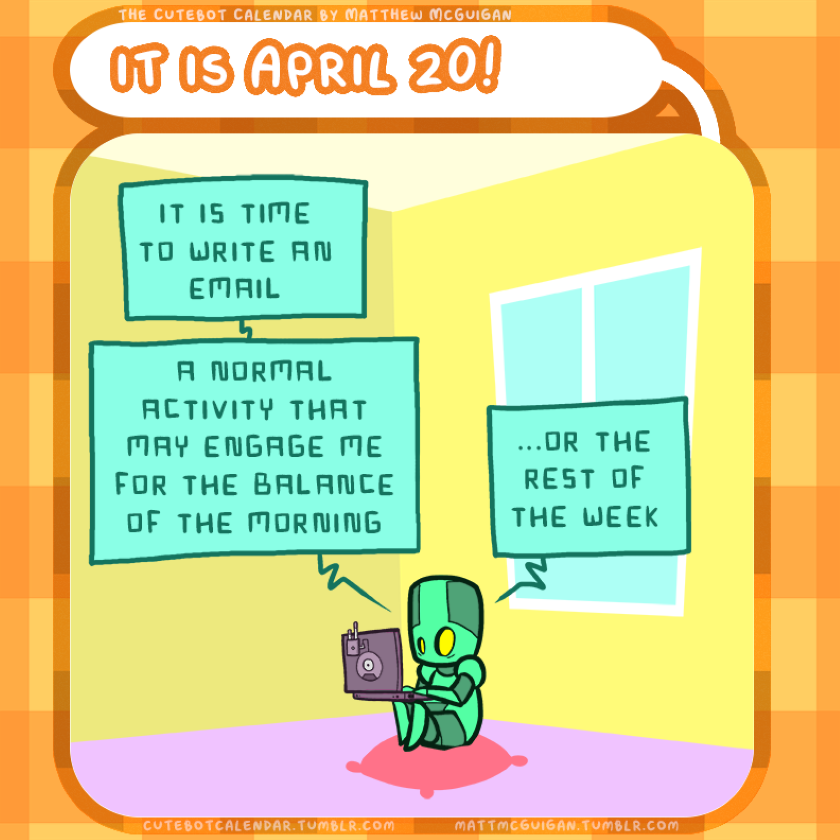 THE CUTEBOT CALENDAR BY MATTHEW MCGUIGAN
IT IS APRIL 20!
IT IS TIME
TO WRITE AN
EMAIL
A NORMAL
ACTIVITY THAT
MAY ENGAGE ME
FOR THE BALANCE
OF THE MORNING
...OR THE
REST OF
THE WEEK
CUTEBOTCALENDAR.TUMBLR.COM
MATTMCGUIGAN.TUMBLR.COM